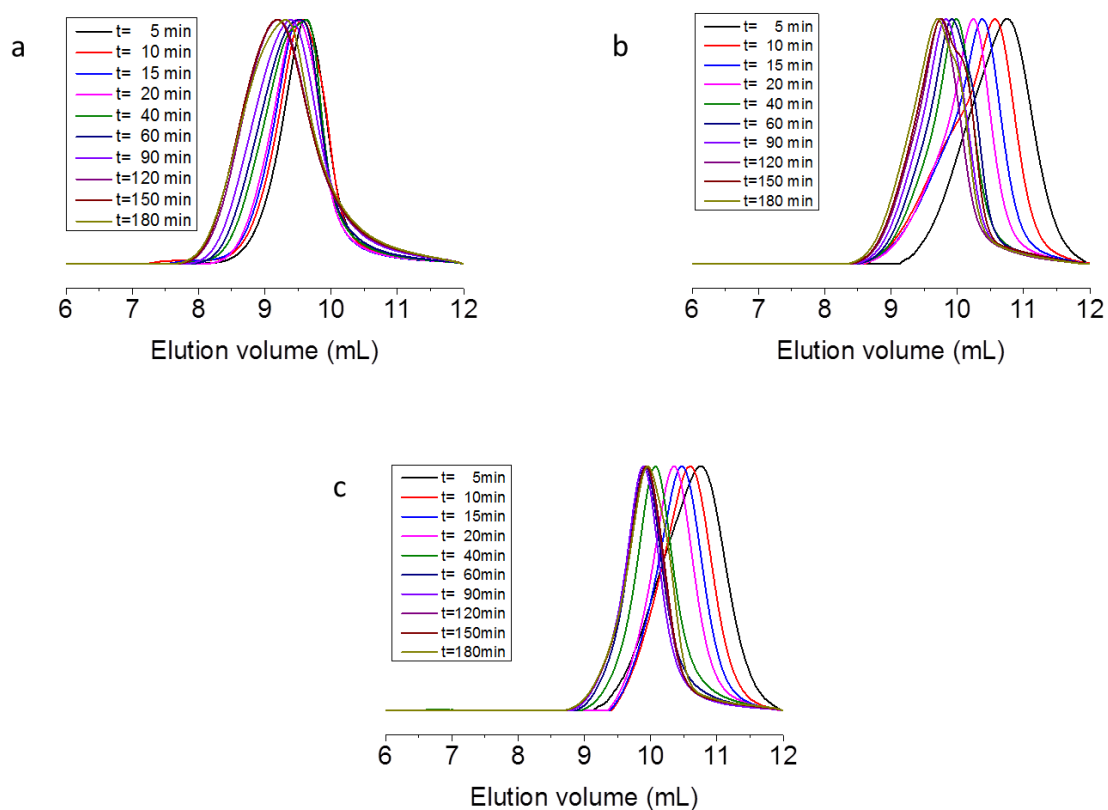 a
t= 5 min
t= 10 min
t= 15 min
t= 20 min
t= 40 min
t= 60 min
t= 90 min
t=120 min
t=150 min
t=180 min
6 7 8 9 10 11 12
Elution volume (mL)
b
t= 5 min
t= 10 min
t= 15 min
t= 20 min
t= 40 min
t= 60 min
t= 90 min
t=120 min
t=150 min
t=180 min
6 7 8 9 10 11 12
Elution volume (mL)
c
t= 5min
t= 10min
t= 15min
t= 20min
t= 40min
t= 60min
t= 90min
t=120min
t=150min
t=180min
6 7 8 9 10 11 12
Elution volume (mL)